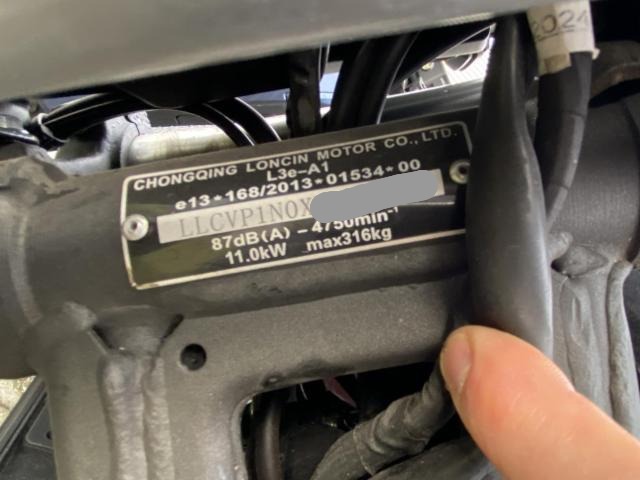 2024
CHONGQING LONCIN MOTOR CO., LTD.
L3e-A1
e13*168/2013*01534*00
LLCVP1N0X
87dB(A) - 4750min⁻¹
11.0kW max316kg